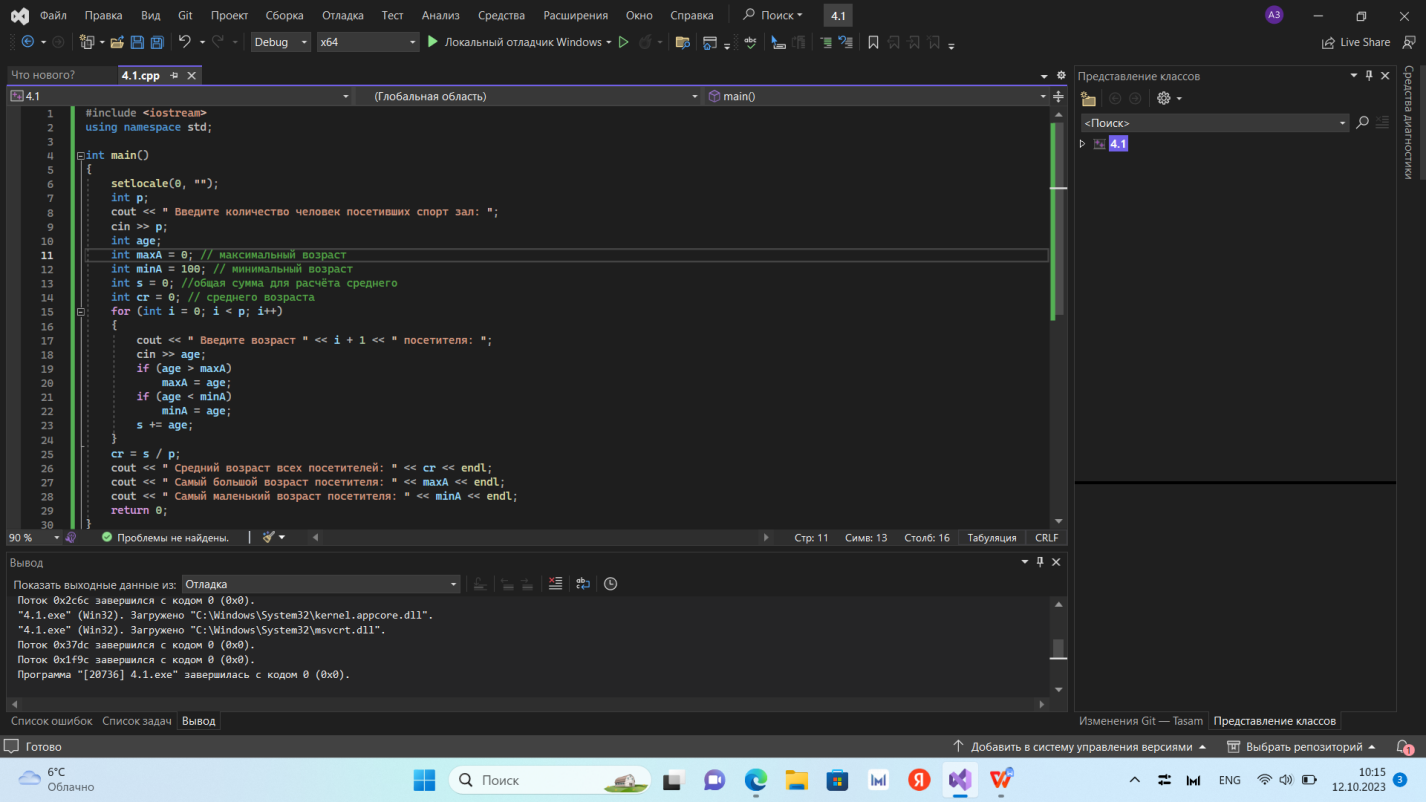 Файл Правка Вид Git Проект Сборка Отладка Тест Анализ Средства Расширения Окно Справка Поиск 4.1 АЗ
Debug x64 Локальный отладчик Windows Live Share
Что нового? 4.1.cpp
4.1 (Глобальная область) main()
1 #include <iostream>
2 using namespace std;
3
4 int main()
5 {
6 setlocale(0, "");
7 int p;
8 cout << " Введите количество человек посетивших спорт зал: ";
9 cin >> p;
10 int age;
11 int maxA = 0; // максимальный возраст
12 int minA = 100; // минимальный возраст
13 int s = 0; //общая сумма для расчёта среднего
14 int cr = 0; // среднего возраста
15 for (int i = 0; i < p; i++)
16 {
17 cout << " Введите возраст " << i + 1 << " посетителя: ";
18 cin >> age;
19 if (age > maxA)
20 maxA = age;
21 if (age < minA)
22 minA = age;
23 s += age;
24 }
25 cr = s / p;
26 cout << " Средний возраст всех посетителей: " << cr << endl;
27 cout << " Самый большой возраст посетителя: " << maxA << endl;
28 cout << " Самый маленький возраст посетителя: " << minA << endl;
29 return 0;
30 }
90 % Проблемы не найдены. Стр: 11 Симв: 13 Столб: 16 Табуляция CRLF
Вывод
Показать выходные данные из: Отладка
Поток 0x2c6c завершился с кодом 0 (0x0).
"4.1.exe" (Win32). Загружено "C:\Windows\System32\kernel.appcore.dll".
"4.1.exe" (Win32). Загружено "C:\Windows\System32\msvcrt.dll".
Поток 0x37dc завершился с кодом 0 (0x0).
Поток 0x1f9c завершился с кодом 0 (0x0).
Программа "[20736] 4.1.exe" завершилась с кодом 0 (0x0).
Список ошибок Список задач Вывод
Представление классов
<Поиск>
4.1
Средства диагностики
Изменения Git — Tasam Представление классов
Готово Добавить в систему управления версиями Выбрать репозиторий 1
6°C
Облачно
Поиск
ENG
10:15
12.10.2023
3